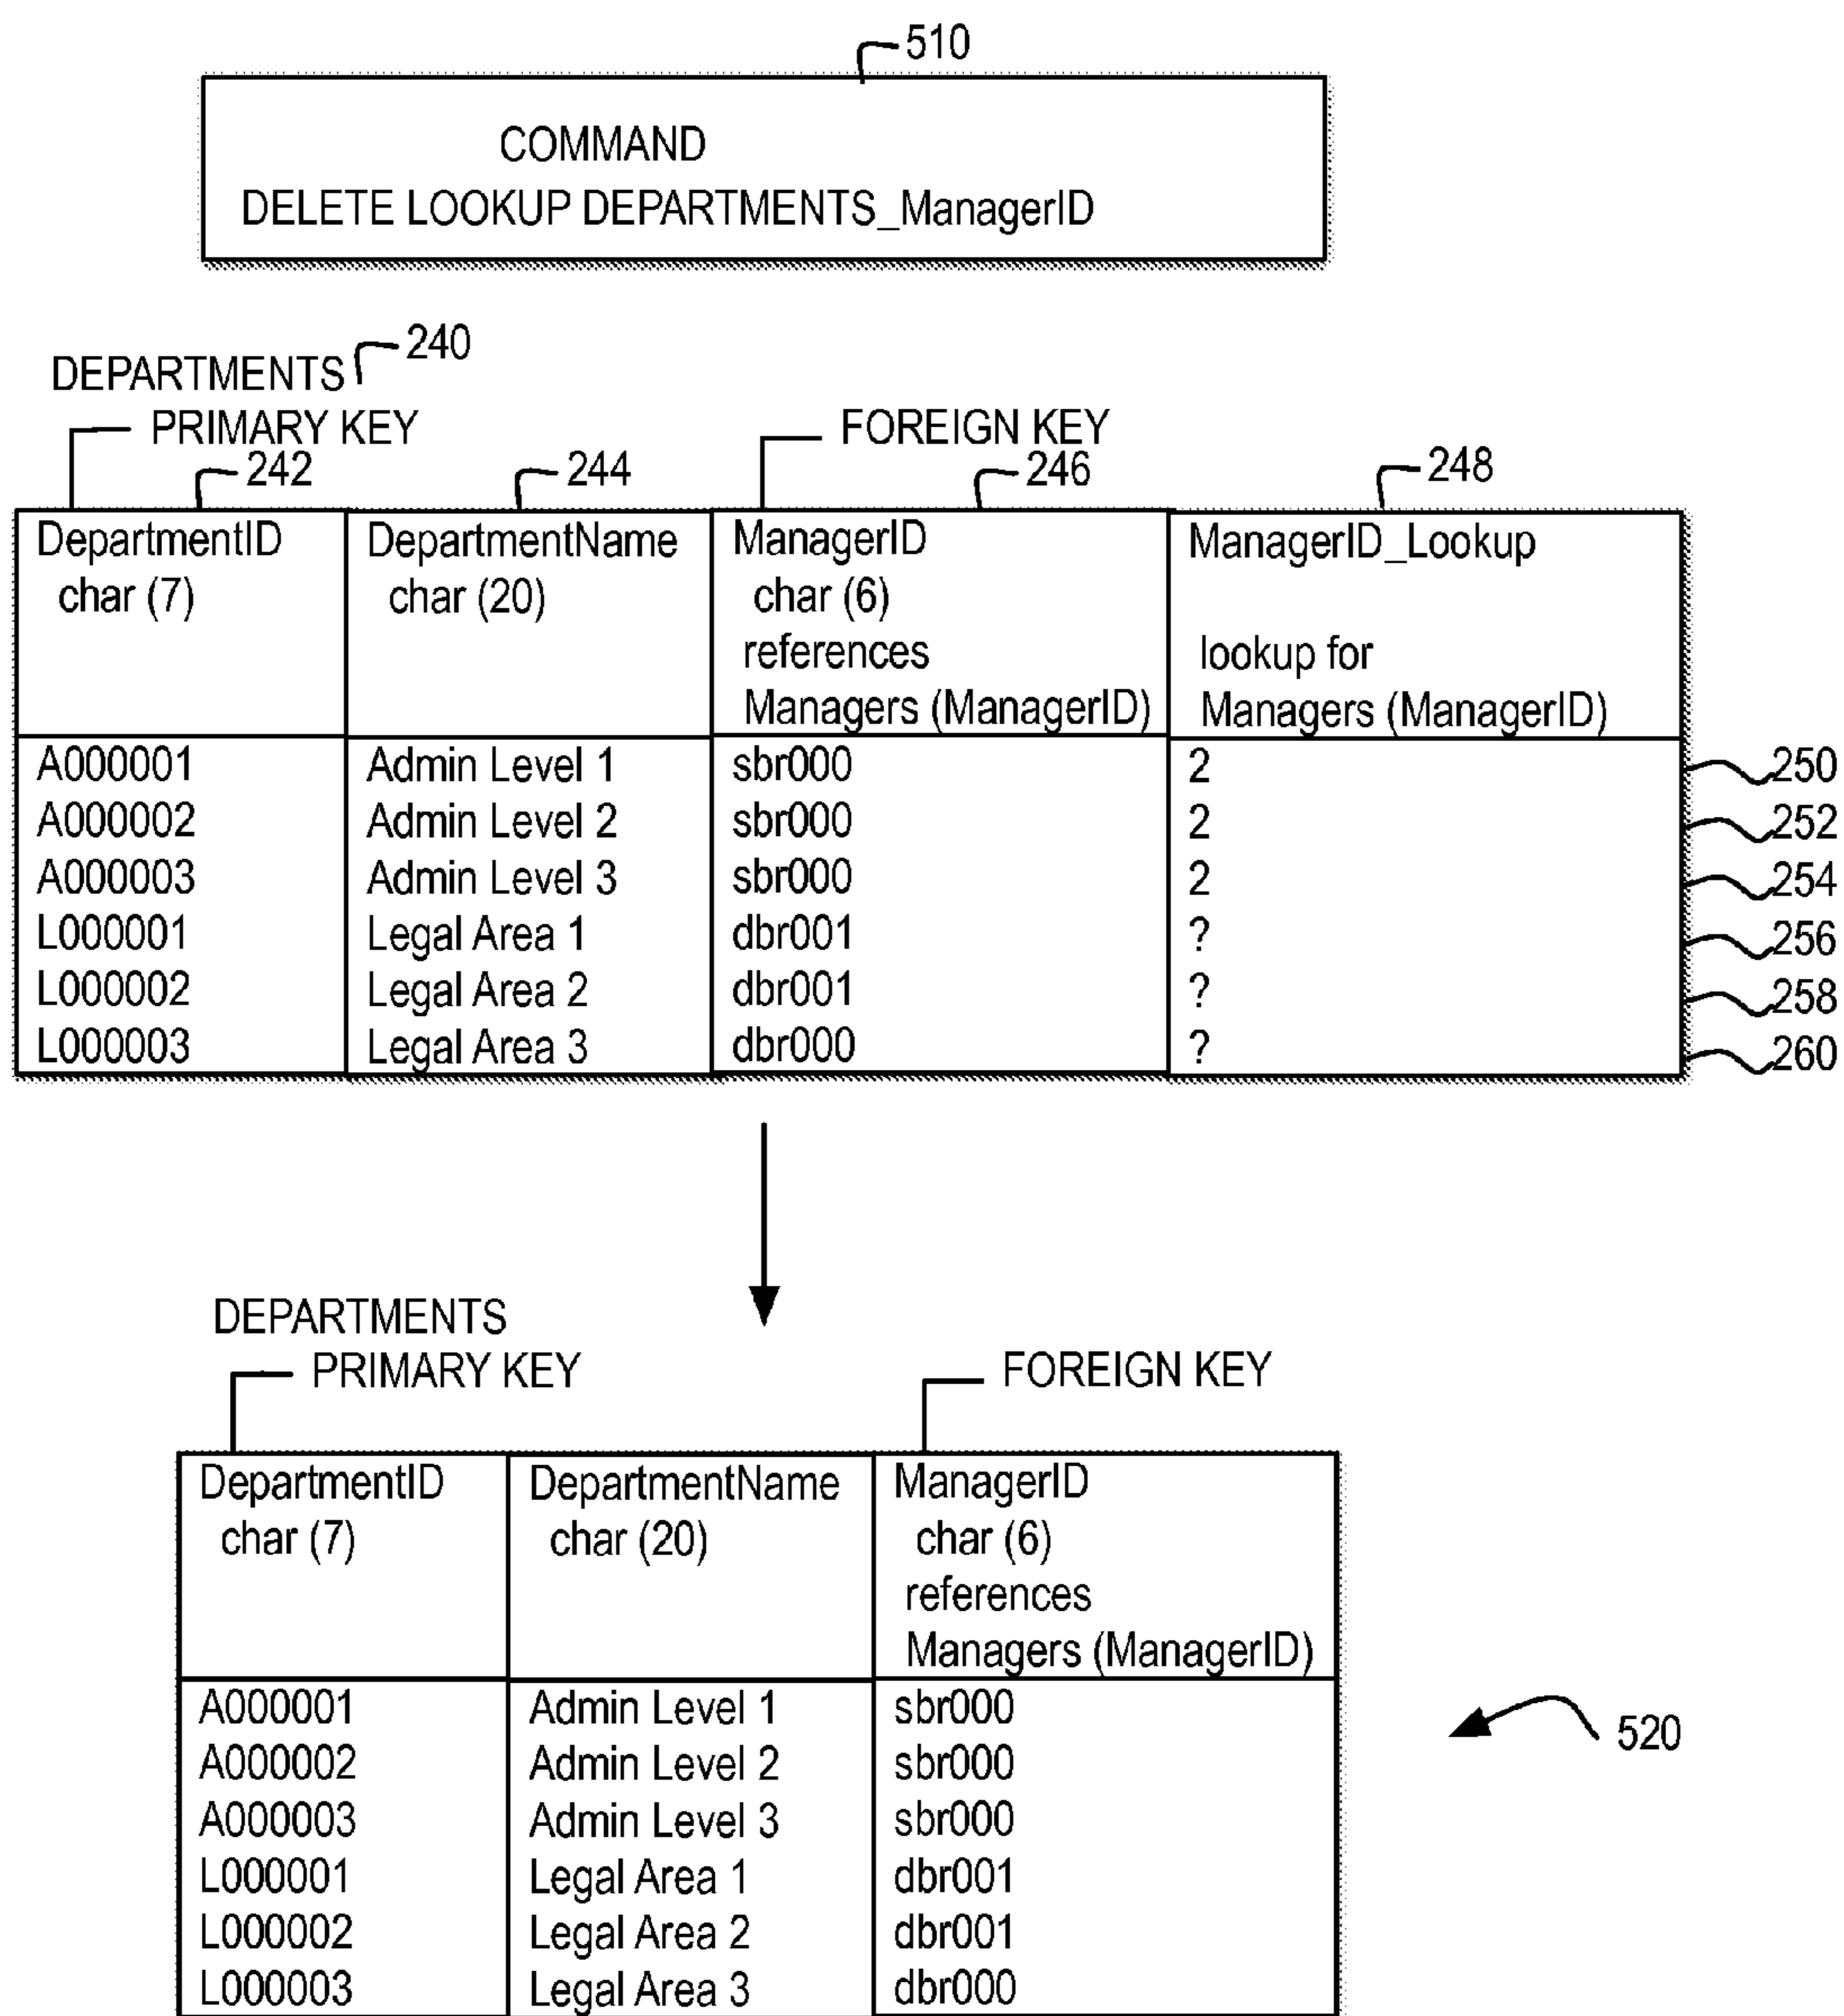 510
COMMAND
DELETE LOOKUP DEPARTMENTS_ManagerID
DEPARTMENTS 240
PRIMARY KEY FOREIGN KEY
242 244 246 248
DepartmentID DepartmentName ManagerID ManagerID_Lookup
char (7) char (20) char (6)
references lookup for
Managers (ManagerID) Managers (ManagerID)
A000001 Admin Level 1 sbr000 2 250
A000002 Admin Level 2 sbr000 2 252
A000003 Admin Level 3 sbr000 2 254
L000001 Legal Area 1 dbr001 ? 256
L000002 Legal Area 2 dbr001 ? 258
L000003 Legal Area 3 dbr000 ? 260
DEPARTMENTS
PRIMARY KEY FOREIGN KEY
DepartmentID DepartmentName ManagerID
char (7) char (20) char (6)
references
Managers (ManagerID)
A000001 Admin Level 1 sbr000
520
A000002 Admin Level 2 sbr000
A000003 Admin Level 3 sbr000
L000001 Legal Area 1 dbr001
L000002 Legal Area 2 dbr001
L000003 Legal Area 3 dbr000